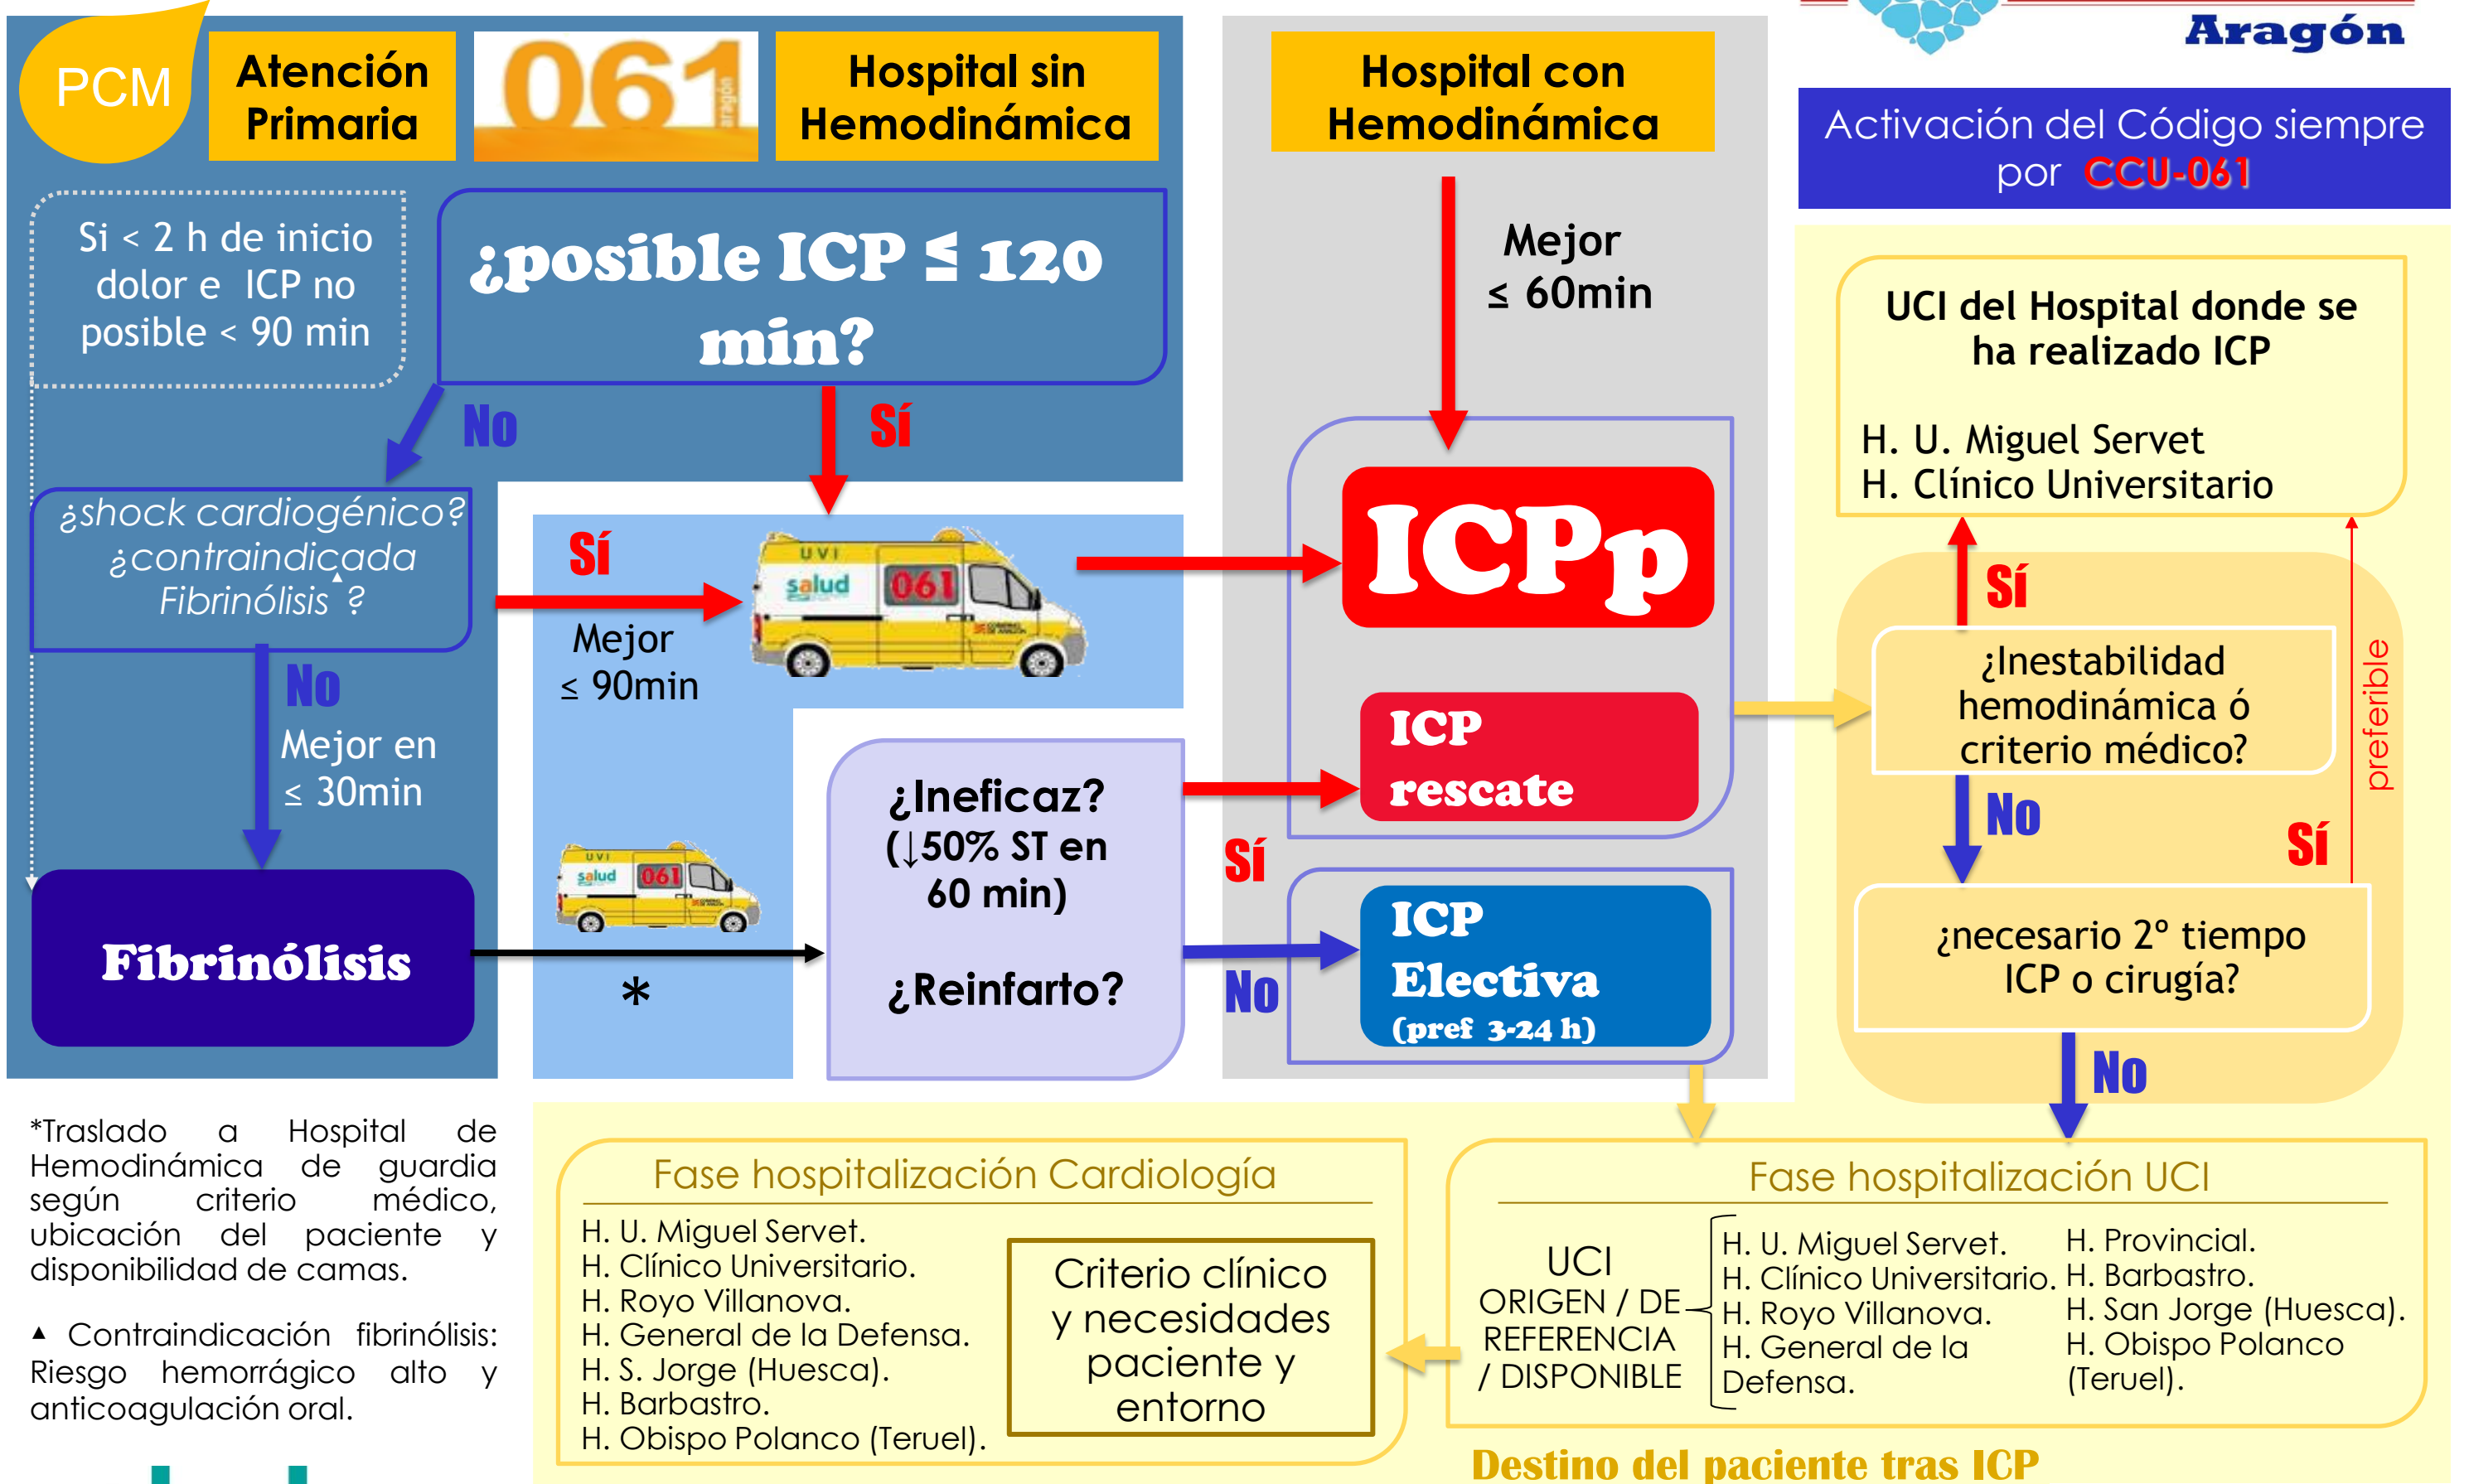 PCM
Atención
Primaria
061
aragón
Hospital sin
Hemodinámica
Hospital con
Hemodinámica
Aragón
Activación del Código siempre
por CCU-061
Si < 2 h de inicio
dolor e ICP no
posible < 90 min
¿posible ICP ≤ 120
min?
No
Sí
Mejor
≤ 60min
¿shock cardiogénico?
¿contraindicada
Fibrinólisis▲?
Sí
Mejor
≤ 90min
UVI
salud
061
No
Mejor en
≤ 30min
Fibrinólisis
UVI
salud
061
*
¿Ineficaz?
(↓50% ST en
60 min)
¿Reinfarto?
Sí
No
ICPp
ICP
rescate
ICP
Electiva
(pref 3-24 h)
UCI del Hospital donde se
ha realizado ICP
H. U. Miguel Servet
H. Clínico Universitario
Sí
¿Inestabilidad
hemodinámica ó
criterio médico?
preferible
No
Sí
¿necesario 2º tiempo
ICP o cirugía?
No
*Traslado a Hospital de
Hemodinámica de guardia
según criterio médico,
ubicación del paciente y
disponibilidad de camas.
▲ Contraindicación fibrinólisis:
Riesgo hemorrágico alto y
anticoagulación oral.
Fase hospitalización Cardiología
H. U. Miguel Servet.
H. Clínico Universitario.
H. Royo Villanova.
H. General de la Defensa.
H. S. Jorge (Huesca).
H. Barbastro.
H. Obispo Polanco (Teruel).
Criterio clínico
y necesidades
paciente y
entorno
Fase hospitalización UCI
UCI
ORIGEN / DE
REFERENCIA
/ DISPONIBLE
H. U. Miguel Servet.
H. Clínico Universitario.
H. Royo Villanova.
H. General de la
Defensa.
H. Provincial.
H. Barbastro.
H. San Jorge (Huesca).
H. Obispo Polanco
(Teruel).
Destino del paciente tras ICP